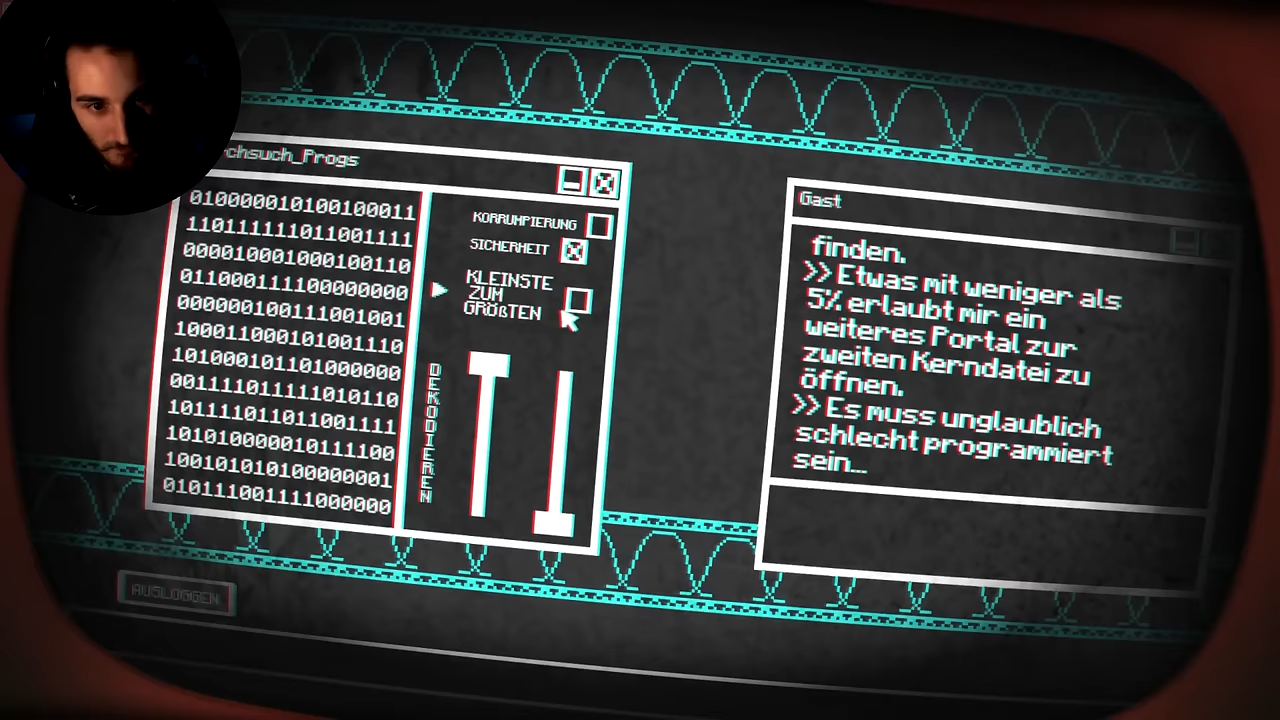 chsuch_Progs
010000010100100011
110111111011001111
000010001000100110
011000111100000000
000000100111001001
100011000101001110
101000101101000000
001111011111010110
101111011011001111
101010000010111100
100101010100000001
010111001111000000
KORRUMPIERUNG
SICHERHEIT
KLEINSTE
ZUM
GRÖßTEN
DEKODIEREN
Gast
finden.
>> Etwas mit weniger als
5% erlaubt mir ein
weiteres Portal zur
zweiten Kerndatei zu
öffnen.
>> Es muss unglaublich
schlecht programmiert
sein...
AUSLOGGEN